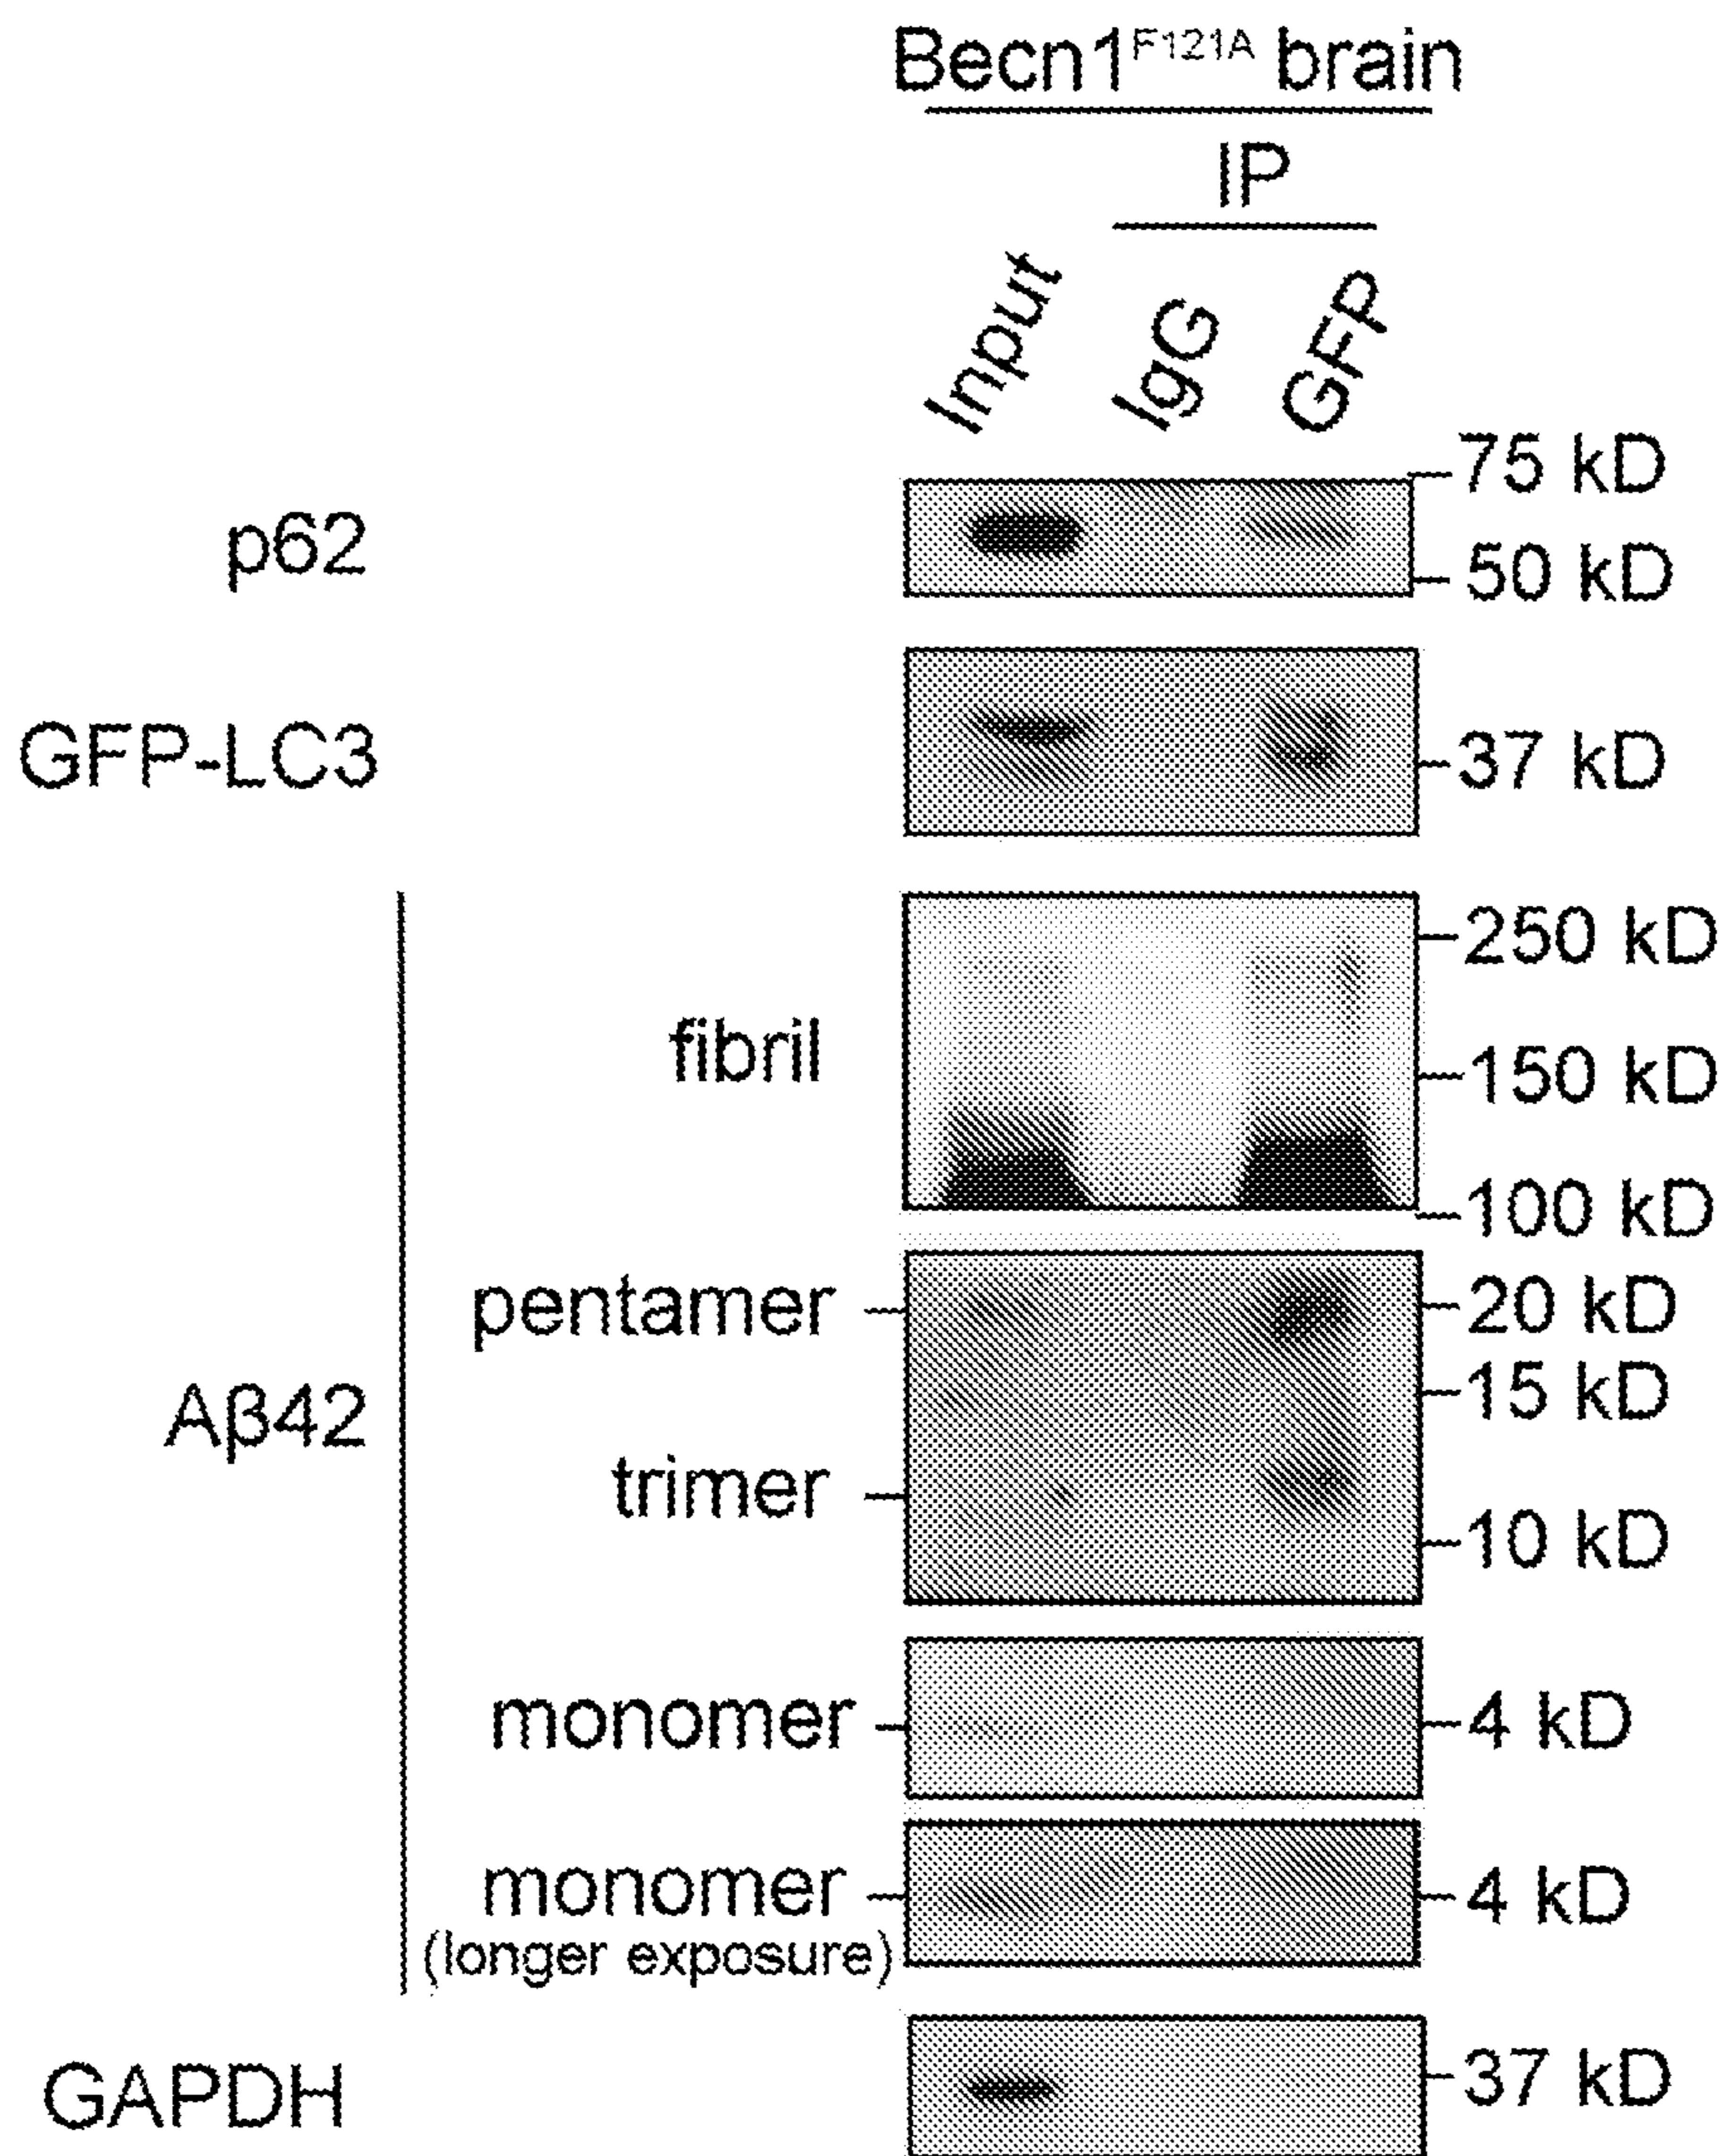 Becn1F121A brain
IP
Input IgG GFP
75 kD
p62
50 kD
GFP-LC3
37 kD
250 kD
fibril
150 kD
100 kD
pentamer
20 kD
15 kD
Aβ42
trimer
10 kD
monomer
4 kD
monomer
4 kD
(longer exposure)
GAPDH
37 kD